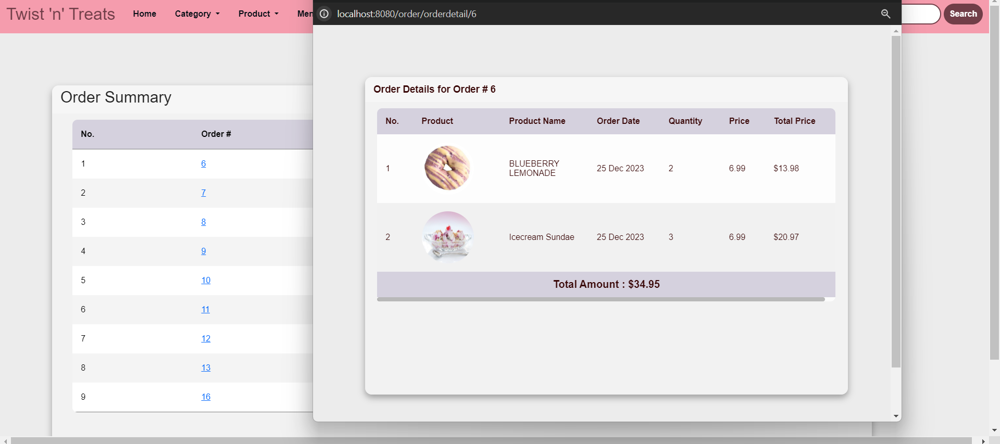 Twist 'n' Treats Home Category Product Men
Search
localhost:8080/order/orderdetail/6
Order Summary
No. Order #
1 6
2 7
3 8
4 9
5 10
6 11
7 12
8 13
9 16
Order Details for Order # 6
No. Product Product Name Order Date Quantity Price Total Price
1 BLUEBERRY
LEMONADE 25 Dec 2023 2 6.99 $13.98
2 Icecream Sundae 25 Dec 2023 3 6.99 $20.97
Total Amount : $34.95